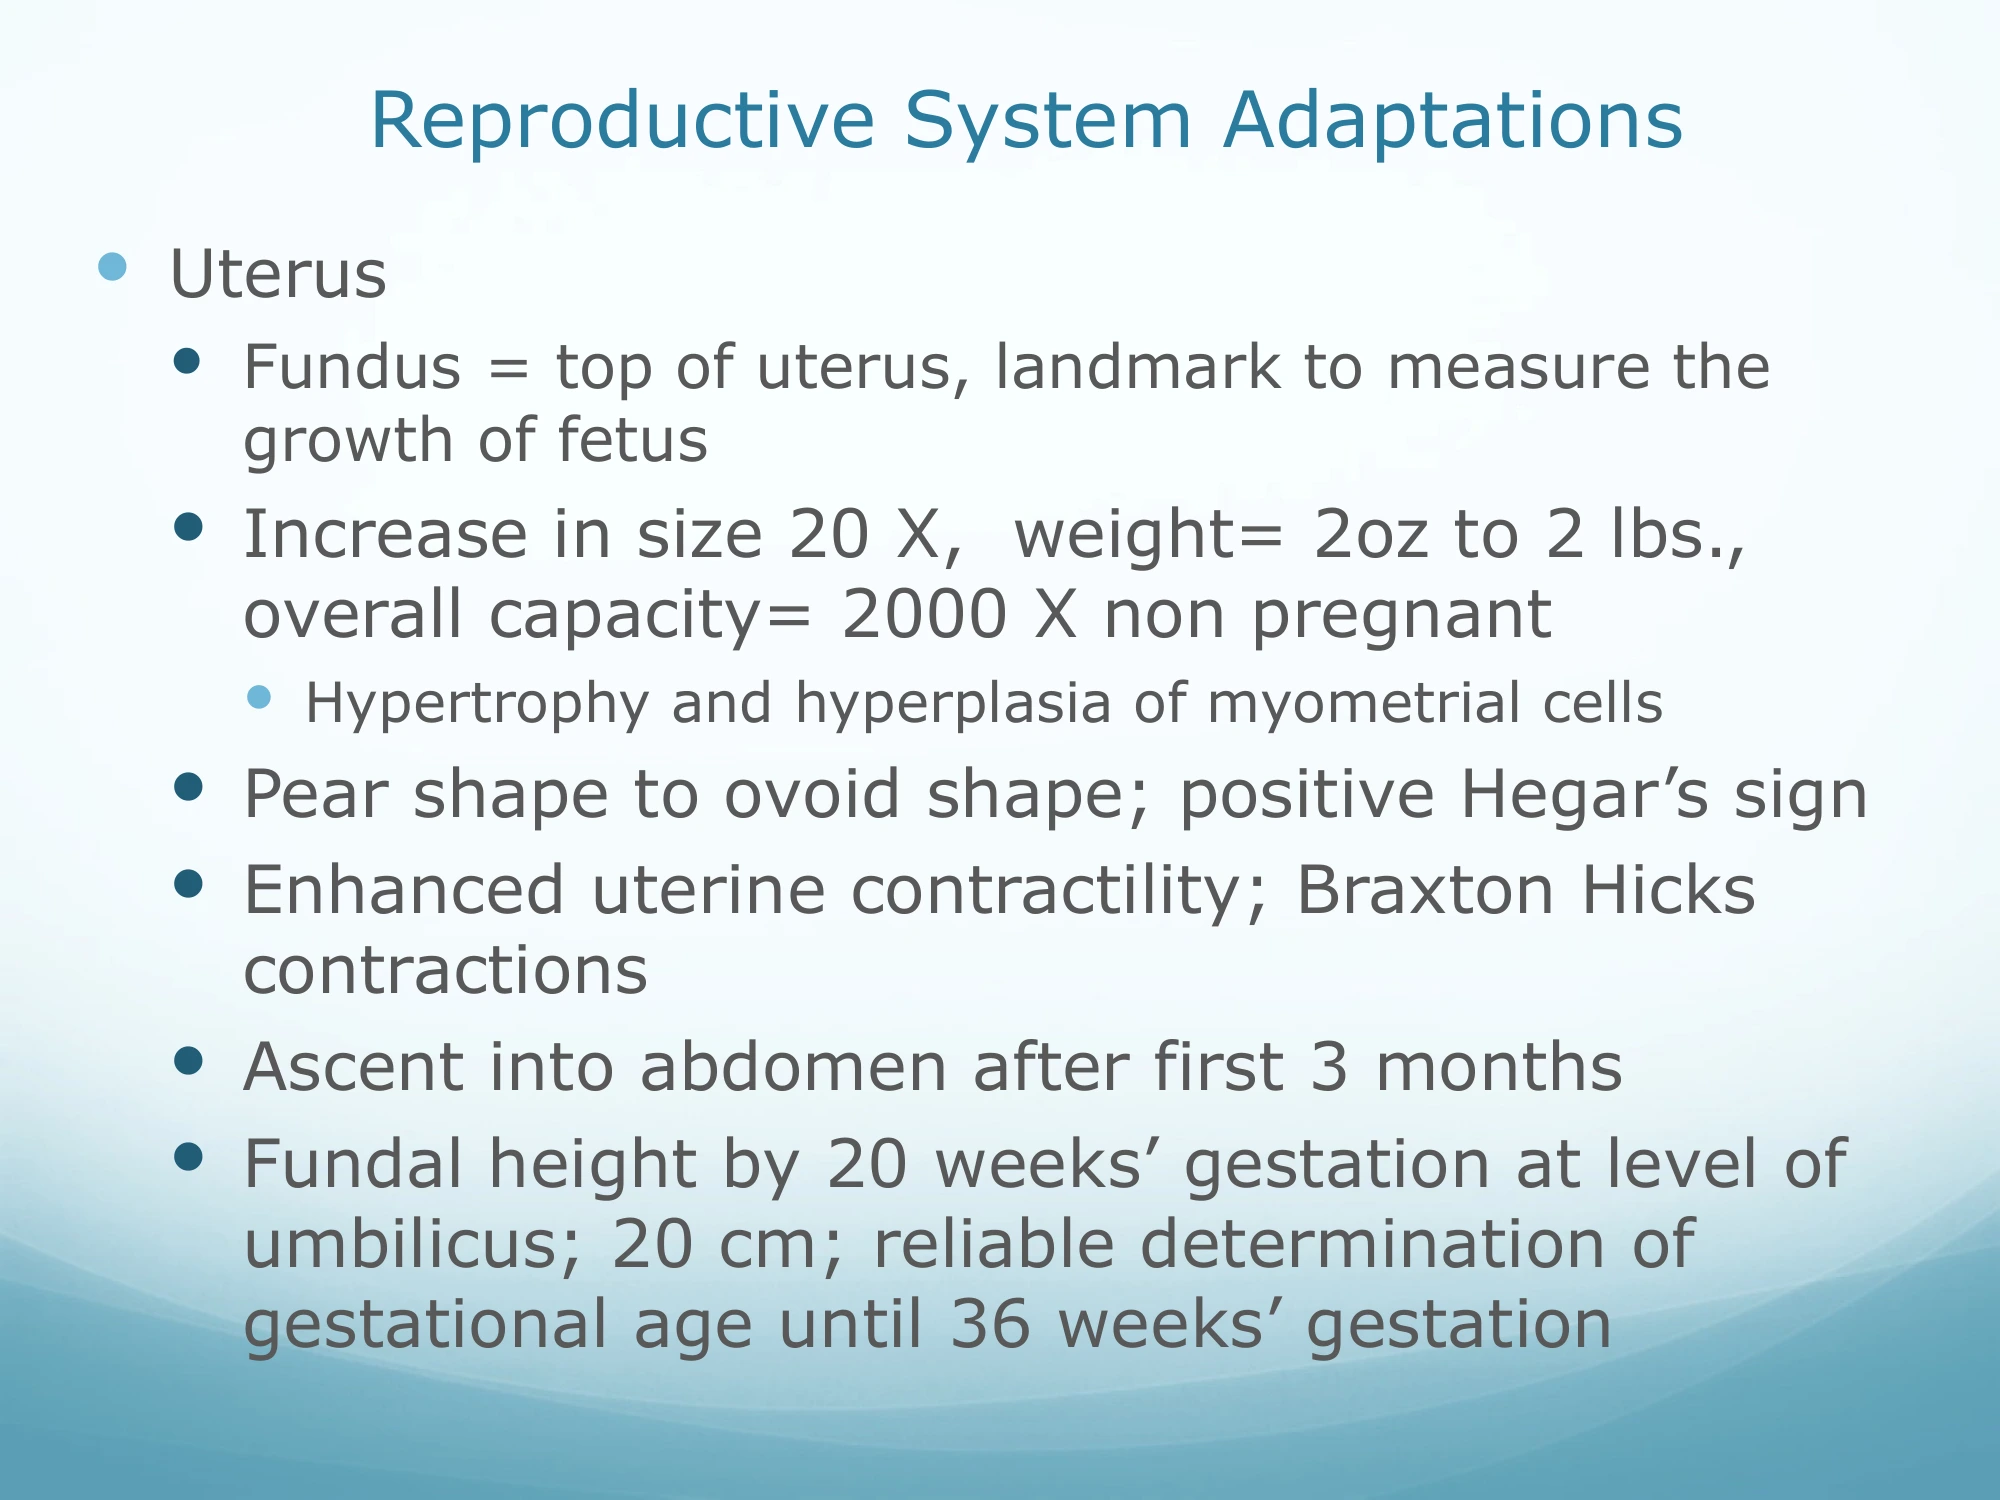 Reproductive System Adaptations
• Uterus
• Fundus = top of uterus, landmark to measure the
growth of fetus
• Increase in size 20 X,  weight= 2oz to 2 lbs.,
overall capacity= 2000 X non pregnant
• Hypertrophy and hyperplasia of myometrial cells
• Pear shape to ovoid shape; positive Hegar’s sign
• Enhanced uterine contractility; Braxton Hicks
contractions
• Ascent into abdomen after first 3 months
• Fundal height by 20 weeks’ gestation at level of
umbilicus; 20 cm; reliable determination of
gestational age until 36 weeks’ gestation